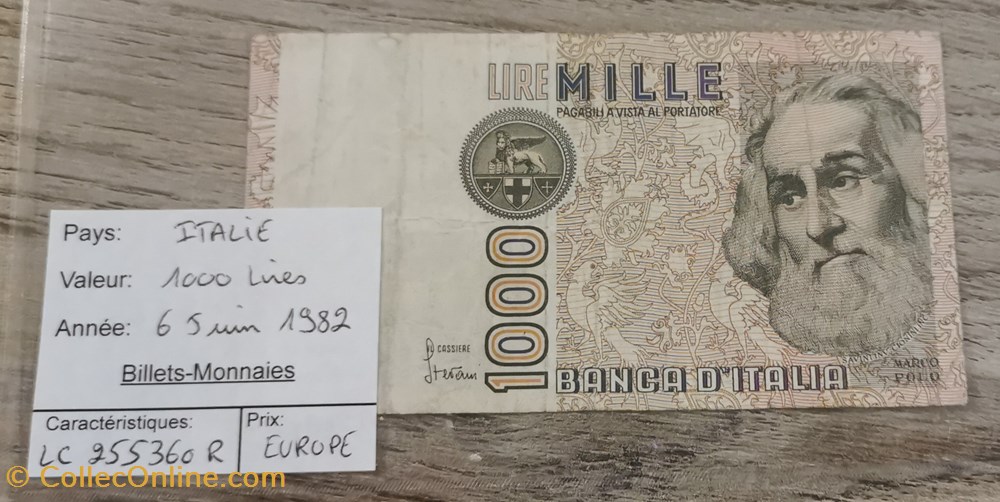 LIRE MILLE
PAGABILI A VISTA AL PORTATORE
1000
IL CASSIERE
Stevani
BANCA D'ITALIA
MARCO
POLO
Pays: ITALIE
Valeur: 1000 Lires
Année: 6 Juin 1982
Billets-Monnaies
Caractéristiques:
LC 255360 R
Prix:
EUROPE
© CollecOnline.com